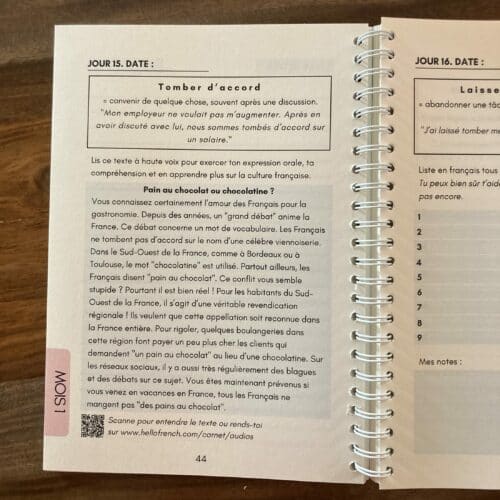 JOUR 15. DATE :
Tomber d'accord
= convenir de quelque chose, souvent après une discussion.
"Mon employeur ne voulait pas m'augmenter. Après en
avoir discuté avec lui, nous sommes tombés d'accord sur
un salaire."
Lis ce texte à haute voix pour exercer ton expression orale, ta
compréhension et en apprendre plus sur la culture française.
Pain au chocolat ou chocolatine ?
Vous connaissez certainement l'amour des Français pour la
gastronomie. Depuis des années, un "grand débat" anime la
France. Ce débat concerne un mot de vocabulaire. Les Français
ne tombent pas d'accord sur le nom d'une célèbre viennoiserie.
Dans le Sud-Ouest de la France, comme à Bordeaux ou à
Toulouse, le mot "chocolatine" est utilisé. Partout ailleurs, les
Français disent "pain au chocolat". Ce conflit vous semble
stupide ? Pourtant il est bien réel ! Pour les habitants du Sud-
Ouest de la France, il s'agit d'une véritable revendication
régionale ! Ils veulent que cette appellation soit reconnue dans
la France entière. Pour rigoler, quelques boulangeries dans
cette région font payer un peu plus cher les clients qui
demandent "un pain au chocolat" au lieu d'une chocolatine. Sur
les réseaux sociaux, il y a aussi très régulièrement des blagues
et des débats sur ce sujet. Vous êtes maintenant prévenus si
vous venez en vacances en France, tous les Français ne
mangent pas "des pains au chocolat".
MOIS 1
Scanne pour entendre le texte ou rends-toi
sur www.hellofrench.com/carnet/audios
44
JOUR 16. DATE :
Laisse
= abandonner une tâc
"J'ai laissé tomber me
Liste en français tous
Tu peux bien sûr t'aide
pas encore.
1
2
3
4
5
6
7
8
9
Mes notes :